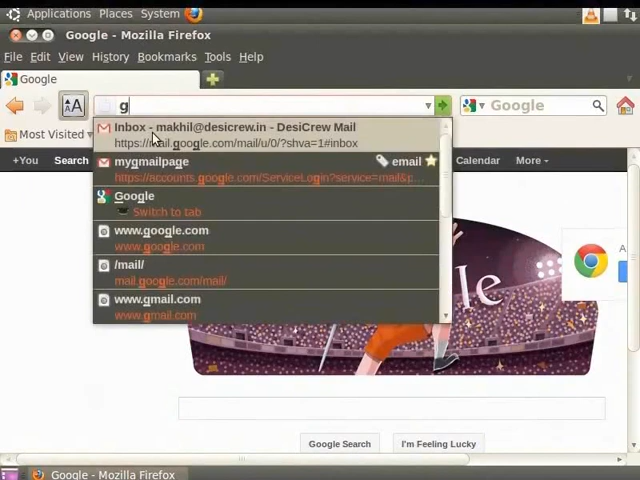 Applications Places System
Google - Mozilla Firefox
File Edit View History Bookmarks Tools Help
Google
AA g Google
Most Visited
Inbox - makhil@desicrew.in - DesiCrew Mail
https://mail.google.com/mail/u/0/?shva=1#inbox
mygmailpage email
https://accounts.google.com/ServiceLogin?service=mail&p...
Google
Switch to tab
www.google.com
www.google.com
/mail/
mail.google.com/mail/
www.gmail.com
www.gmail.com
+You Search Calendar More
gle
A
Google Search I'm Feeling Lucky
Google - Mozilla Firefox